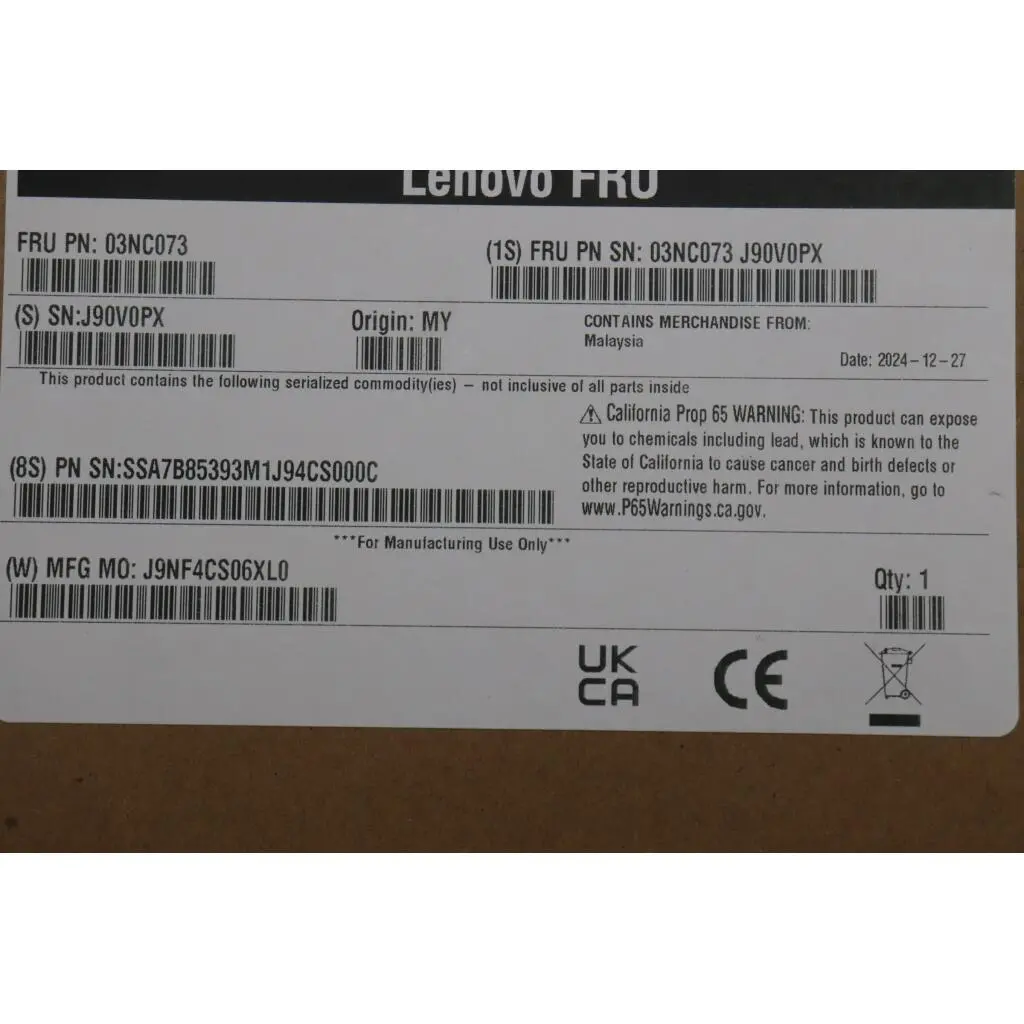 Lenovo FRU
FRU PN: 03NC073
(1S) FRU PN SN: 03NC073 J90V0PX
(S) SN:J90V0PX
Origin: MY
CONTAINS MERCHANDISE FROM:
Malaysia
Date: 2024-12-27
This product contains the following serialized commodity(ies) – not inclusive of all parts inside
⚠ California Prop 65 WARNING: This product can expose
you to chemicals including lead, which is known to the
State of California to cause cancer and birth defects or
other reproductive harm. For more information, go to
www.P65Warnings.ca.gov.
(8S) PN SN:SSA7B85393M1J94CS000C
***For Manufacturing Use Only***
(W) MFG MO: J9NF4CS06XL0
Qty: 1
UK
CA
CE